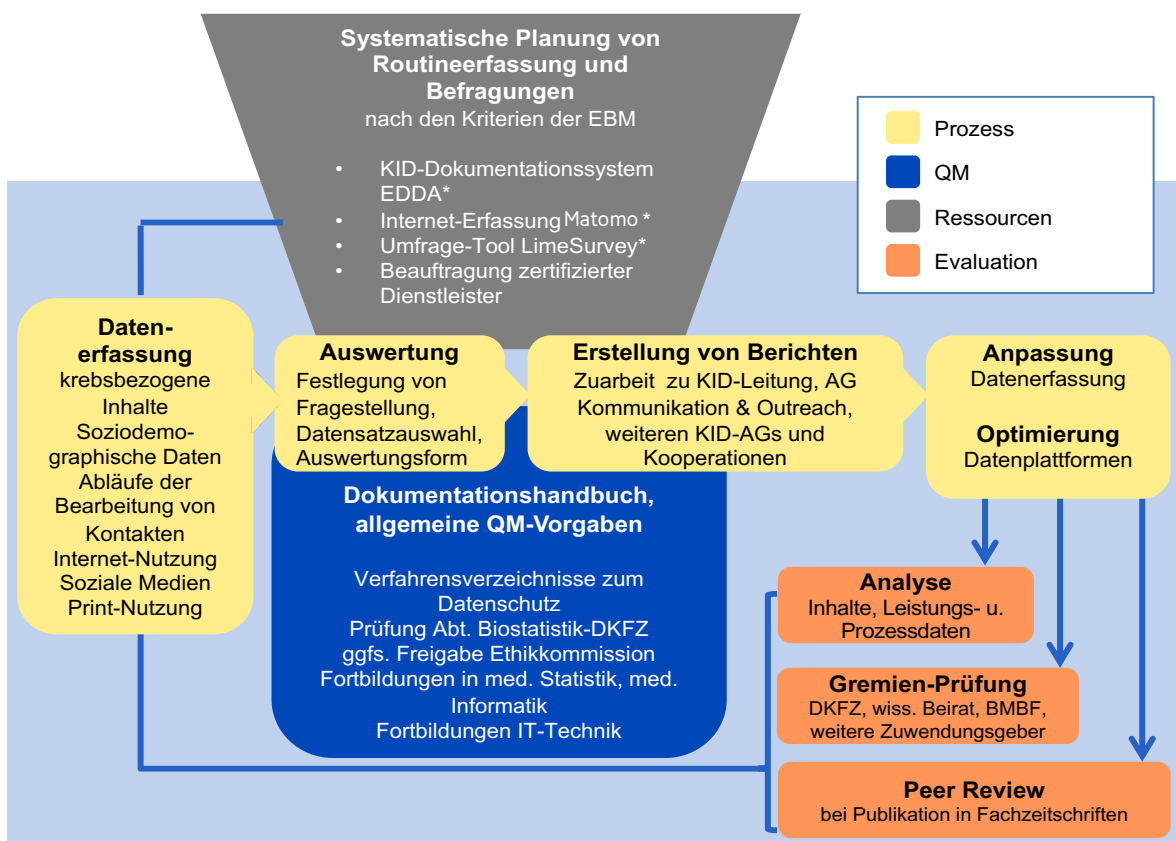 Systematische Planung von
Routineerfassung und
Befragungen
nach den Kriterien der EBM
• KID-Dokumentationssystem
EDDA*
• Internet-Erfassung Matomo *
• Umfrage-Tool LimeSurvey*
• Beauftragung zertifizierter
Dienstleister
Prozess
QM
Ressourcen
Evaluation
Daten-
erfassung
krebsbezogene
Inhalte
Soziodemo-
graphische Daten
Abläufe der
Bearbeitung von
Kontakten
Internet-Nutzung
Soziale Medien
Print-Nutzung
Auswertung
Festlegung von
Fragestellung,
Datensatzauswahl,
Auswertungsform
Erstellung von Berichten
Zuarbeit zu KID-Leitung, AG
Kommunikation & Outreach,
weiteren KID-AGs und
Kooperationen
Anpassung
Datenerfassung
Optimierung
Datenplattformen
Dokumentationshandbuch,
allgemeine QM-Vorgaben
Verfahrensverzeichnisse zum
Datenschutz
Prüfung Abt. Biostatistik-DKFZ
ggfs. Freigabe Ethikkommission
Fortbildungen in med. Statistik, med.
Informatik
Fortbildungen IT-Technik
Analyse
Inhalte, Leistungs- u.
Prozessdaten
Gremien-Prüfung
DKFZ, wiss. Beirat, BMBF,
weitere Zuwendungsgeber
Peer Review
bei Publikation in Fachzeitschriften